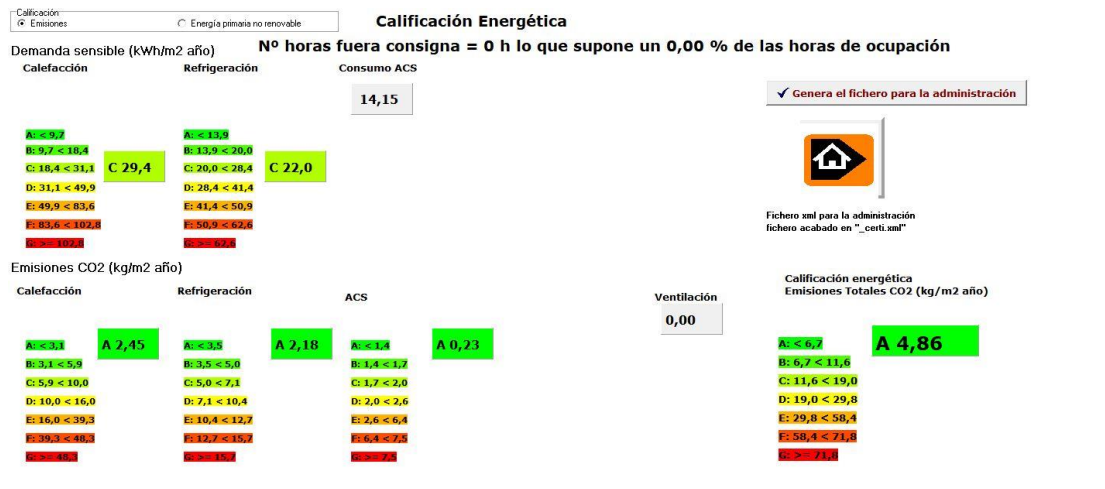 Calificación
Emisiones
Energía primaria no renovable
Calificación Energética
Demanda sensible (kWh/m2 año)
Nº horas fuera consigna = 0 h lo que supone un 0,00 % de las horas de ocupación
Calefacción
Refrigeración
Consumo ACS
14,15
Genera el fichero para la administración
A: < 9,7
B: 9,7 < 18,4
C: 18,4 < 31,1
D: 31,1 < 49,9
E: 49,9 < 83,6
F: 83,6 < 102,8
G: >= 102,8
C 29,4
A: < 13,9
B: 13,9 < 20,0
C: 20,0 < 28,4
D: 28,4 < 41,4
E: 41,4 < 50,9
F: 50,9 < 62,6
G: >= 62,6
C 22,0
Fichero xml para la administración
fichero acabado en "_certi.xml"
Emisiones CO2 (kg/m2 año)
Calefacción
A: < 3,1
B: 3,1 < 5,9
C: 5,9 < 10,0
D: 10,0 < 16,0
E: 16,0 < 39,3
F: 39,3 < 48,3
G: >= 48,3
A 2,45
Refrigeración
A: < 3,5
B: 3,5 < 5,0
C: 5,0 < 7,1
D: 7,1 < 10,4
E: 10,4 < 12,7
F: 12,7 < 15,7
G: >= 15,7
A 2,18
ACS
A: < 1,4
B: 1,4 < 1,7
C: 1,7 < 2,0
D: 2,0 < 2,6
E: 2,6 < 6,4
F: 6,4 < 7,5
G: >= 7,5
A 0,23
Ventilación
0,00
Calificación energética
Emisiones Totales CO2 (kg/m2 año)
A: < 6,7
B: 6,7 < 11,6
C: 11,6 < 19,0
D: 19,0 < 29,8
E: 29,8 < 58,4
F: 58,4 < 71,8
G: >= 71,8
A 4,86